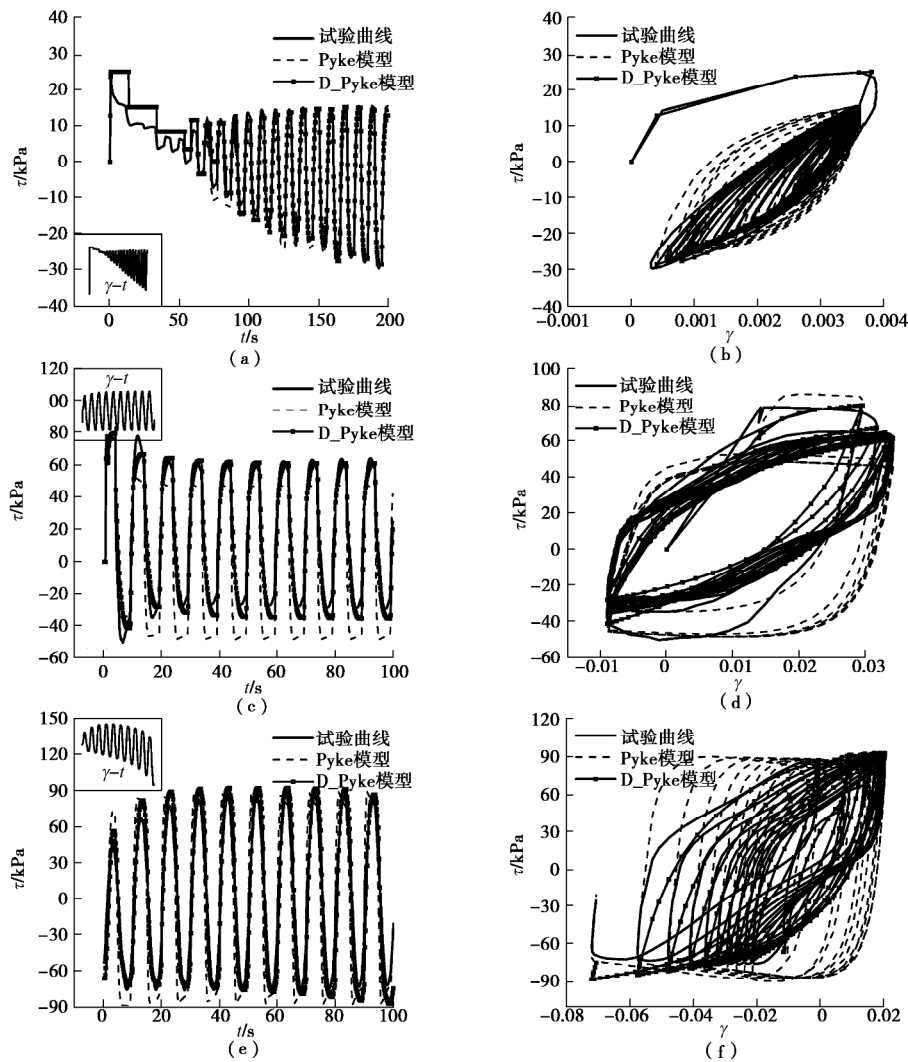 40
30
20
10
0
−10
−20
−30
40
τ/kPa
试验曲线
Pyke模型
D_Pyke模型
γ−t
0
50
100
150
200
t/s
(a)
40
30
20
10
0
−10
−20
−30
−40
τ/kPa
试验曲线
Pyke模型
D_Pyke模型
−0.001
0
0.001
0.002
0.003
0.004
γ
(b)
120
00
80
60
40
20
0
−20
−40
−60
τ/kPa
γ−t
试验曲线
Pyke模型
D_Pyke模型
0
20
40
60
80
100
t/s
(c)
100
80
60
40
20
0
−20
−40
−60
τ/kPa
试验曲线
Pyke模型
D_Pyke模型
−0.01
0
0.01
0.02
0.03
γ
(d)
150
120
90
60
30
0
−30
−60
−90
τ/kPa
γ−t
试验曲线
Pyke模型
D_Pyke模型
0
20
40
60
80
100
t/s
(e)
120
90
60
30
0
−30
−60
−90
τ/kPa
试验曲线
Pyke模型
D_Pyke模型
−0.08
−0.06
−0.04
−0.02
0
0.02
γ
(f)